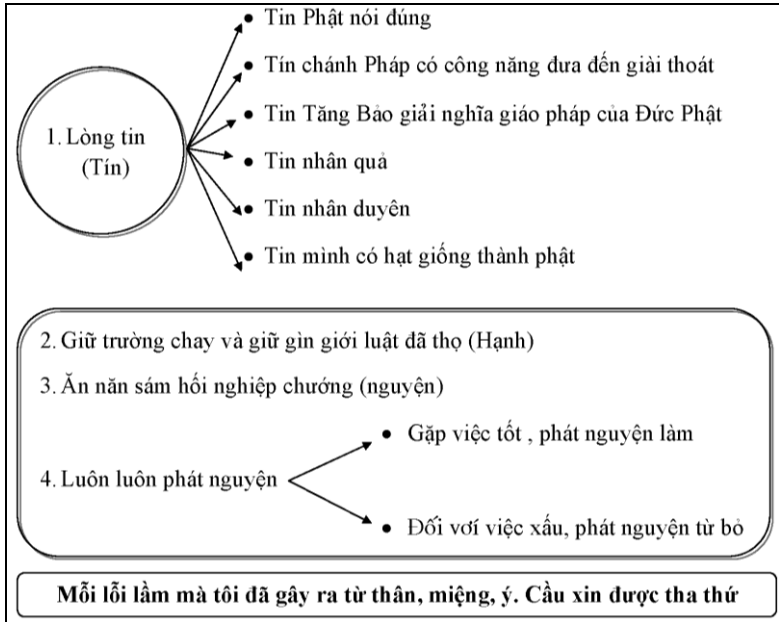 • Tin Phật nói đúng
• Tín chánh Pháp có công năng đưa đến giải thoát
1. Lòng tin
(Tín)
• Tin Tăng Bảo giải nghĩa giáo pháp của Đức Phật
• Tin nhân quả
• Tin nhân duyên
• Tin mình có hạt giống thành phật
2. Giữ trường chay và giữ gìn giới luật đã thọ (Hạnh)
3. Ăn năn sám hối nghiệp chướng (nguyện)
4. Luôn luôn phát nguyện
• Gặp việc tốt , phát nguyện làm
• Đối vơí việc xấu, phát nguyện từ bỏ
Mỗi lỗi lầm mà tôi đã gây ra từ thân, miệng, ý. Cầu xin được tha thứ